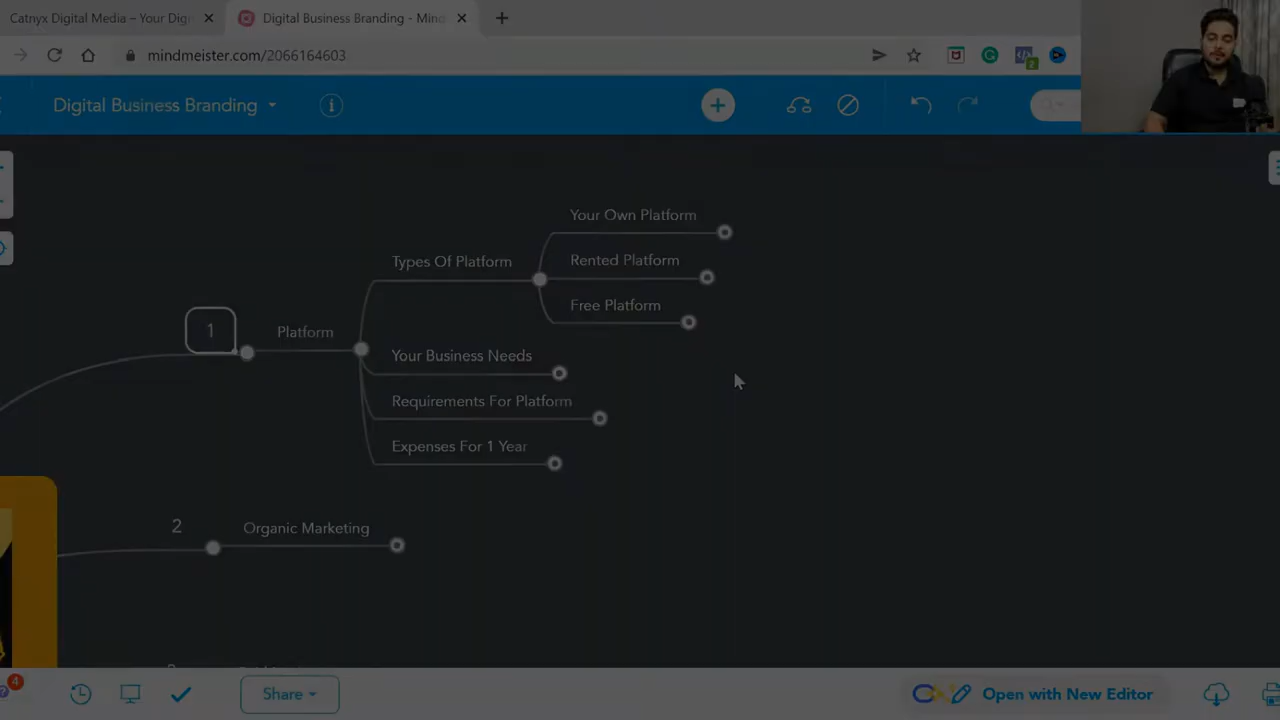 Catnyx Digital Media – Your Dig
Digital Business Branding - Mind
mindmeister.com/2066164603
2
Digital Business Branding
Your Own Platform
Types Of Platform
Rented Platform
Free Platform
1
Platform
Your Business Needs
Requirements For Platform
Expenses For 1 Year
2
Organic Marketing
4
Share
Open with New Editor